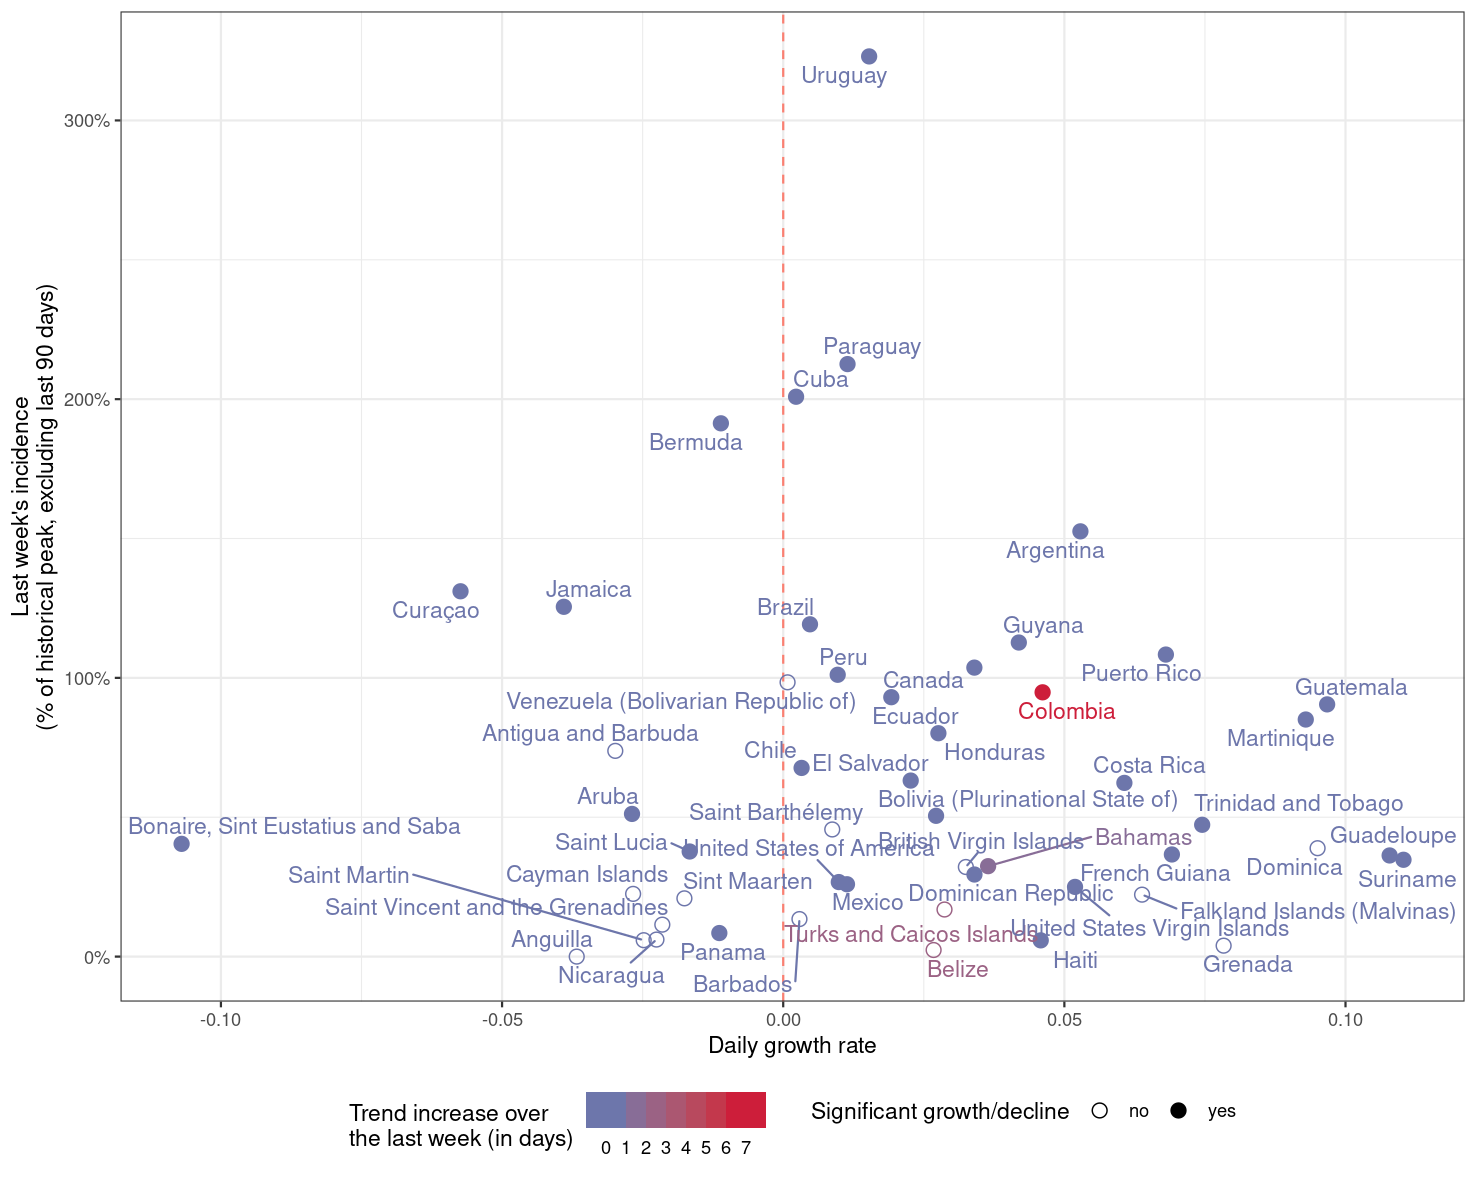 Last week's incidence
(% of historical peak, excluding last 90 days)
300%
200%
100%
0%
Uruguay
Paraguay
Cuba
Bermuda
Argentina
Curaçao
Jamaica
Brazil
Guyana
Peru
Puerto Rico
Canada
Guatemala
Venezuela (Bolivarian Republic of)
Colombia
Ecuador
Antigua and Barbuda
Martinique
Chile
Honduras
El Salvador
Costa Rica
Aruba
Bolivia (Plurinational State of)
Trinidad and Tobago
Saint Barthélemy
Bonaire, Sint Eustatius and Saba
Guadeloupe
Bahamas
Saint Lucia
British Virgin Islands
United States of America
Dominica
Saint Martin
Cayman Islands
French Guiana
Sint Maarten
Suriname
Dominican Republic
Mexico
Saint Vincent and the Grenadines
Falkland Islands (Malvinas)
United States Virgin Islands
Turks and Caicos Islands
Anguilla
Panama
Haiti
Grenada
Belize
Nicaragua
Barbados
-0.10
-0.05
0.00
0.05
0.10
Daily growth rate
Trend increase over
the last week (in days)
0 1 2 3 4 5 6 7
Significant growth/decline
no
yes